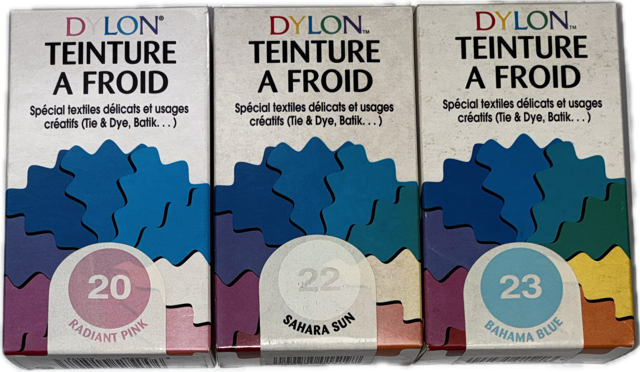 DYLON®
TEINTURE
A FROID
Spécial textiles délicats et usages
créatifs (Tie & Dye, Batik. . . )
20
RADIANT PINK
DYLON™
TEINTURE
A FROID
Spécial textiles délicats et usages
créatifs (Tie & Dye, Batik. . . )
22
SAHARA SUN
DYLON™
TEINTURE
A FROID
Spécial textiles délicats et usages
créatifs (Tie & Dye, Batik. . . )
23
BAHAMA BLUE